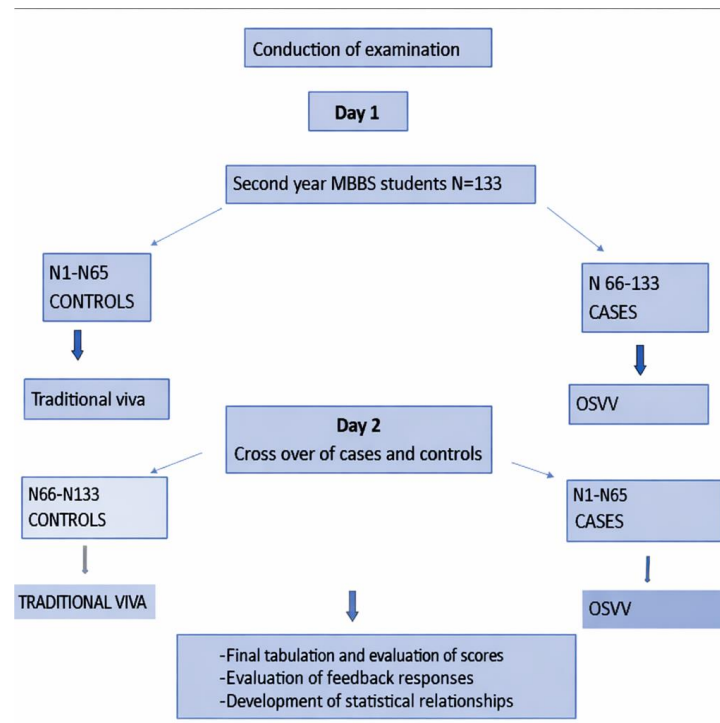 Conduction of examination
Day 1
Second year MBBS students N=133
N1-N65
CONTROLS
N 66-133
CASES
Traditional viva
OSVV
Day 2
Cross over of cases and controls
N66-N133
CONTROLS
N1-N65
CASES
TRADITIONAL VIVA
OSVV
-Final tabulation and evaluation of scores
-Evaluation of feedback responses
-Development of statistical relationships